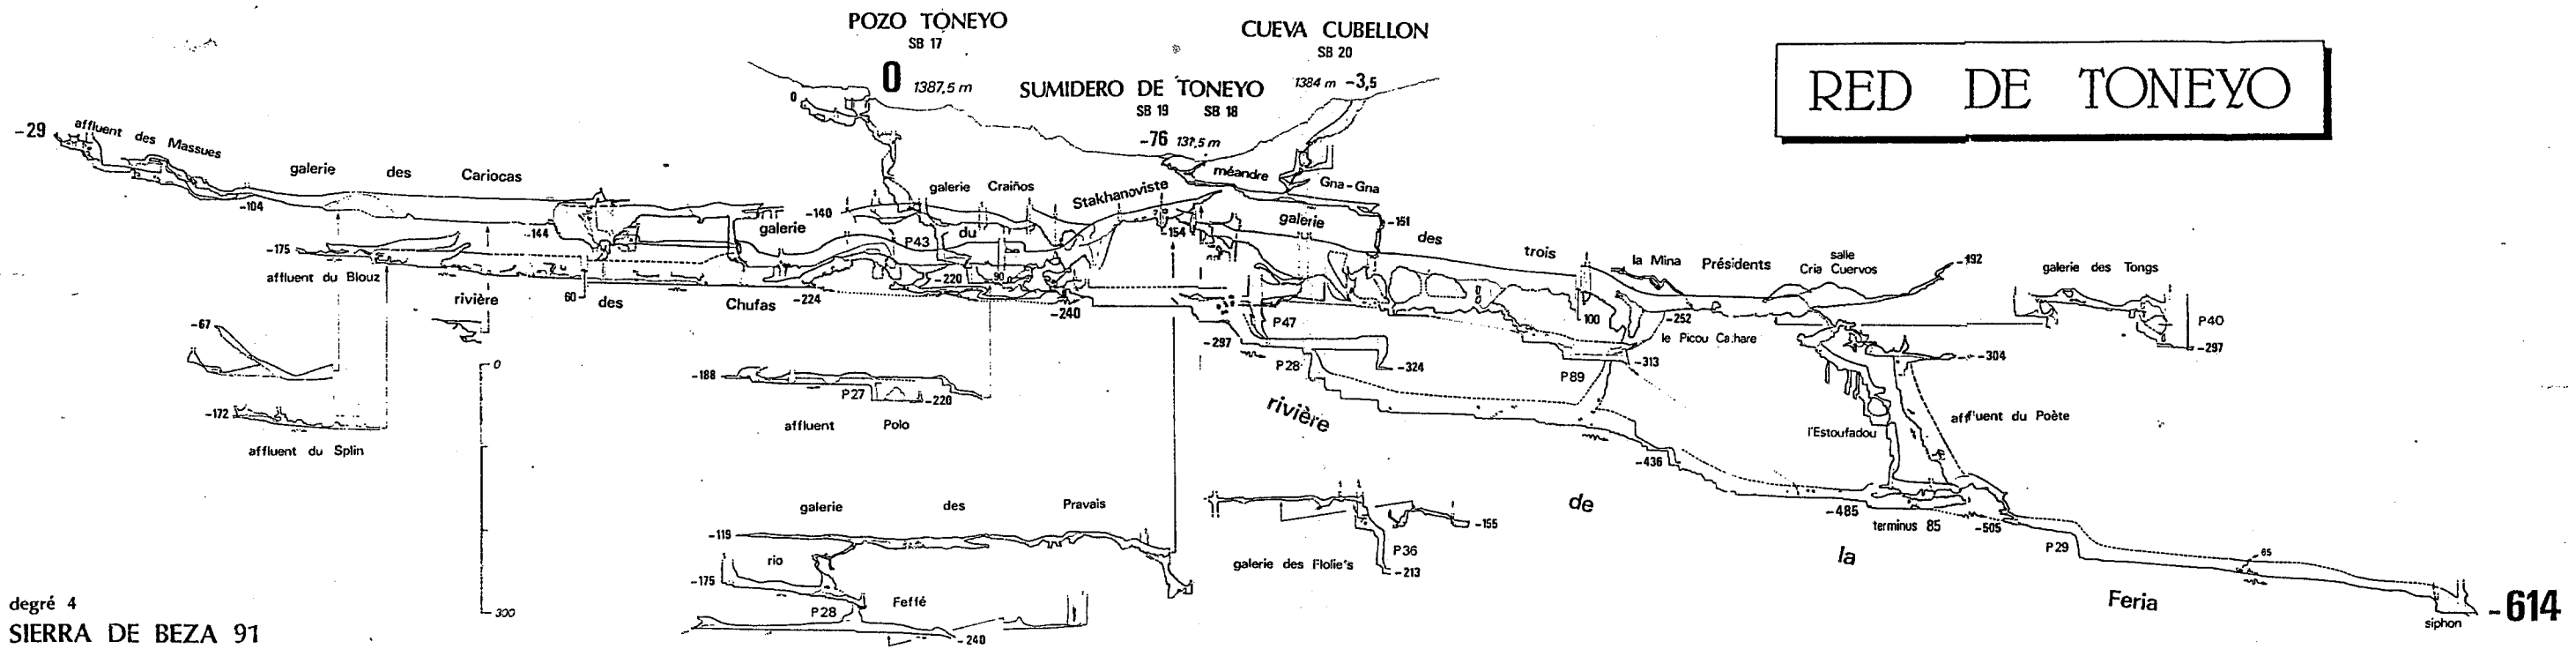 POZO TONEYO
SB 17
0 1387,5 m
CUEVA CUBELLON
SB 20
1384 m -3,5
SUMIDERO DE TONEYO
SB 19 SB 18
-76
RED DE TONEYO
0
-29
affluent des Massues
galerie des Cariocas
-104
-144
-140
galerie Craiños
Stakhanoviste
méandre Gna-Gna
-151
galerie du
P43
-154
galerie des trois Présidents
-175
affluent du Blouz
rivière des Chufas
60
-224
-220
90
-240
P47
-297
P28
-324
100
la Mina
-252
le Picou Cathare
-313
P89
salle
Cria Cuervos
-192
galerie des Tongs
P40
-297
-304
-67
0
300
-172
affluent du Splin
-188
P27
-220
affluent Polo
rivière de la Feria
-436
l'Estoufadou
affluent du Poète
-485
terminus 85
-505
P29
65
siphon
-614
galerie des Pravais
-119
rio Feffé
-175
P28
-240
-155
P36
-213
galerie des Flolie's
degré 4
SIERRA DE BEZA 91